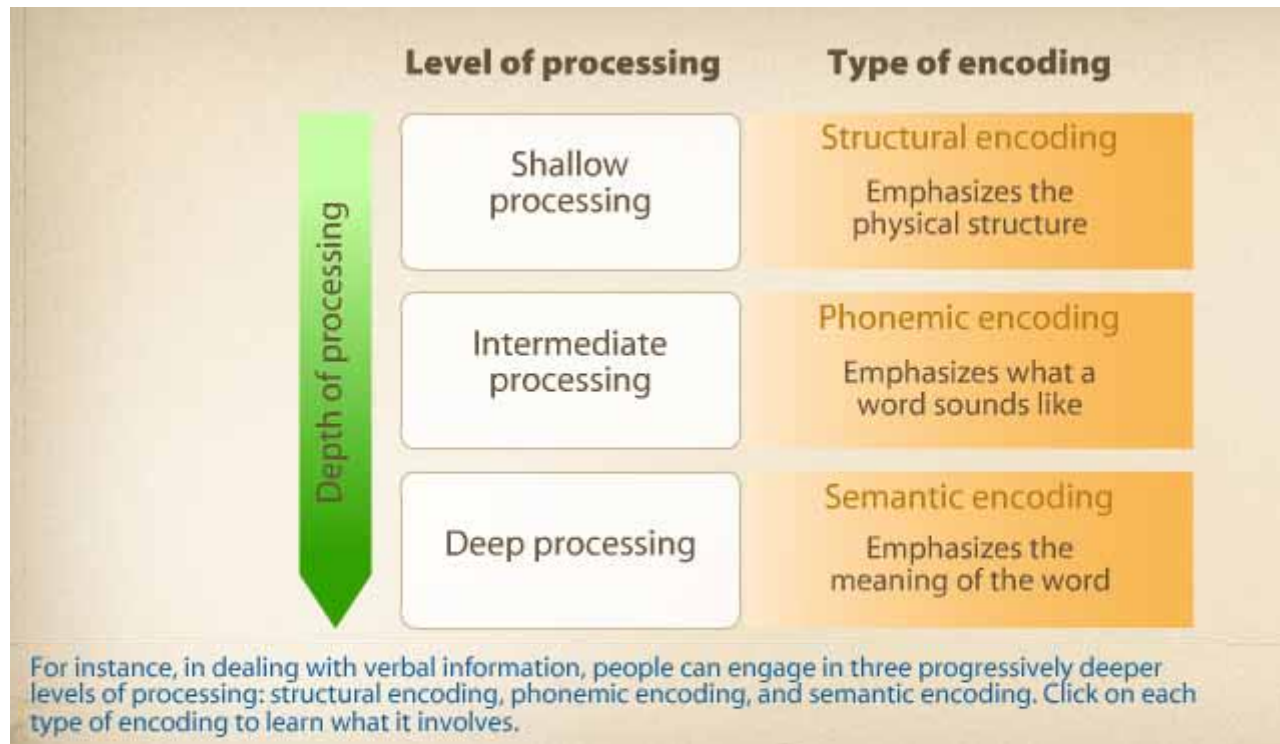 Level of processing
Type of encoding
Depth of processing
Shallow
processing
Structural encoding
Emphasizes the
physical structure
Intermediate
processing
Phonemic encoding
Emphasizes what a
word sounds like
Deep processing
Semantic encoding
Emphasizes the
meaning of the word
For instance, in dealing with verbal information, people can engage in three progressively deeper
levels of processing: structural encoding, phonemic encoding, and semantic encoding. Click on each
type of encoding to learn what it involves.